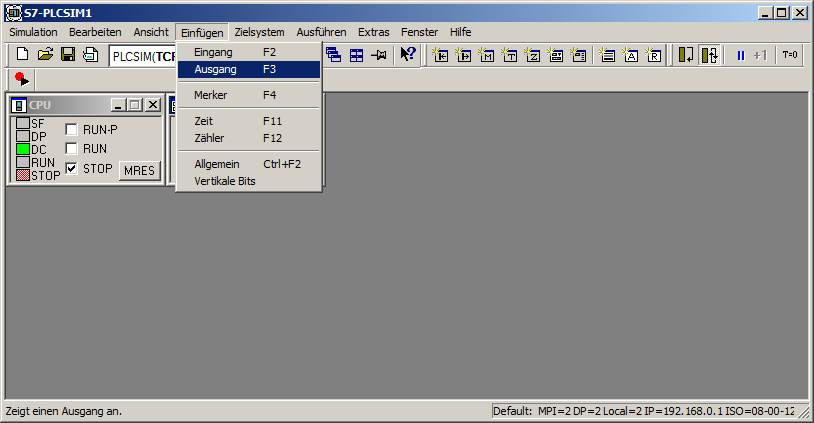 S7-PLCSIM1
Simulation Bearbeiten Ansicht Einfügen Zielsystem Ausführen Extras Fenster Hilfe
PLCSIM(TCP
T=0
+1
Eingang F2
Ausgang F3
Merker F4
Zeit F11
Zähler F12
Allgemein Ctrl+F2
Vertikale Bits
CPU
SF
DP
DC
RUN
STOP
RUN-P
RUN
STOP
MRES
Zeigt einen Ausgang an.
Default: MPI=2 DP=2 Local=2 IP=192.168.0.1 ISO=08-00-12